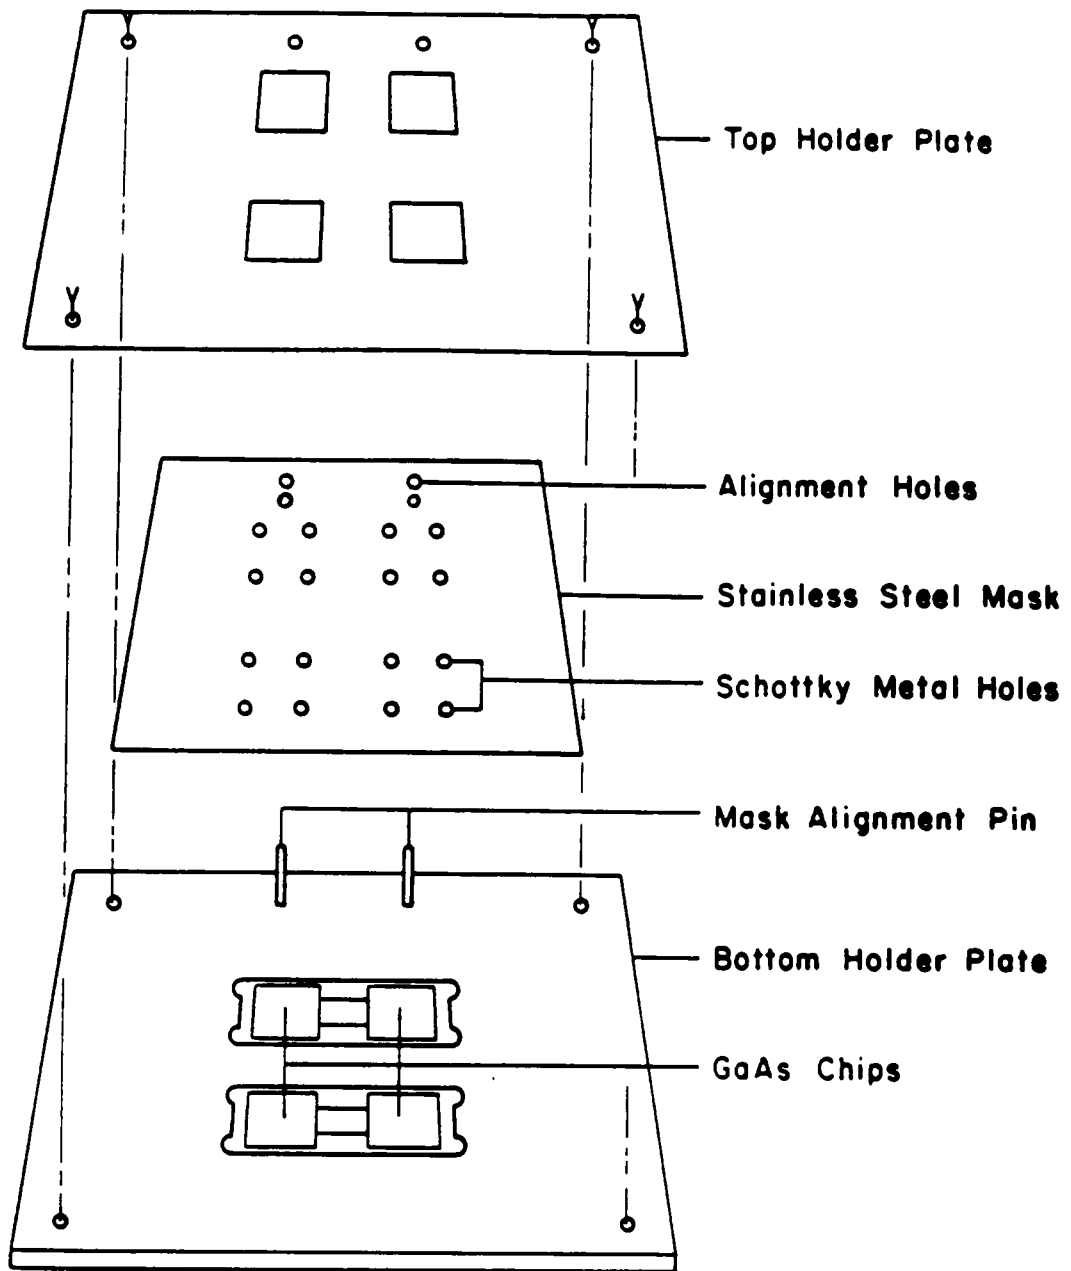 Top Holder Plate
Alignment Holes
Stainless Steel Mask
Schottky Metal Holes
Mask Alignment Pin
Bottom Holder Plate
GaAs Chips